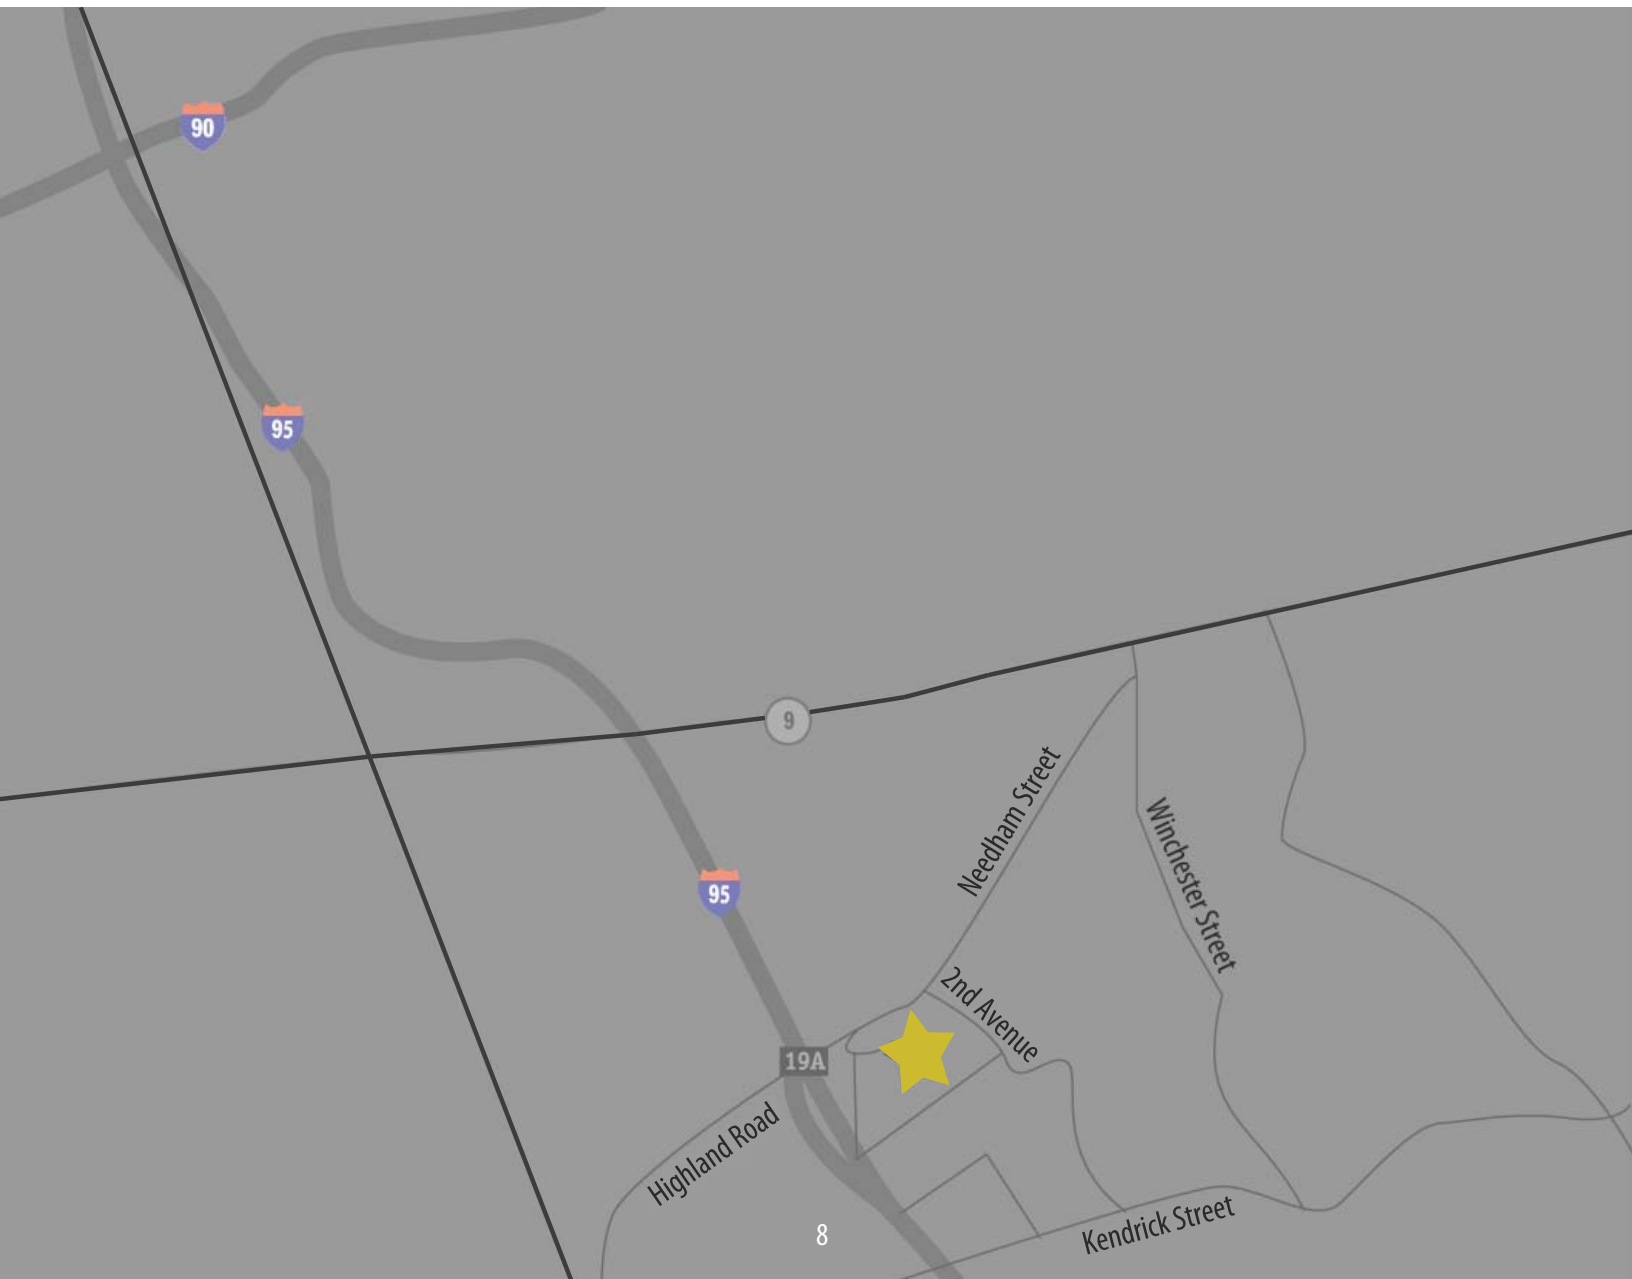 90
95
9
Needham Street
Winchester Street
95
2nd Avenue
19A
Highland Road
Kendrick Street
8